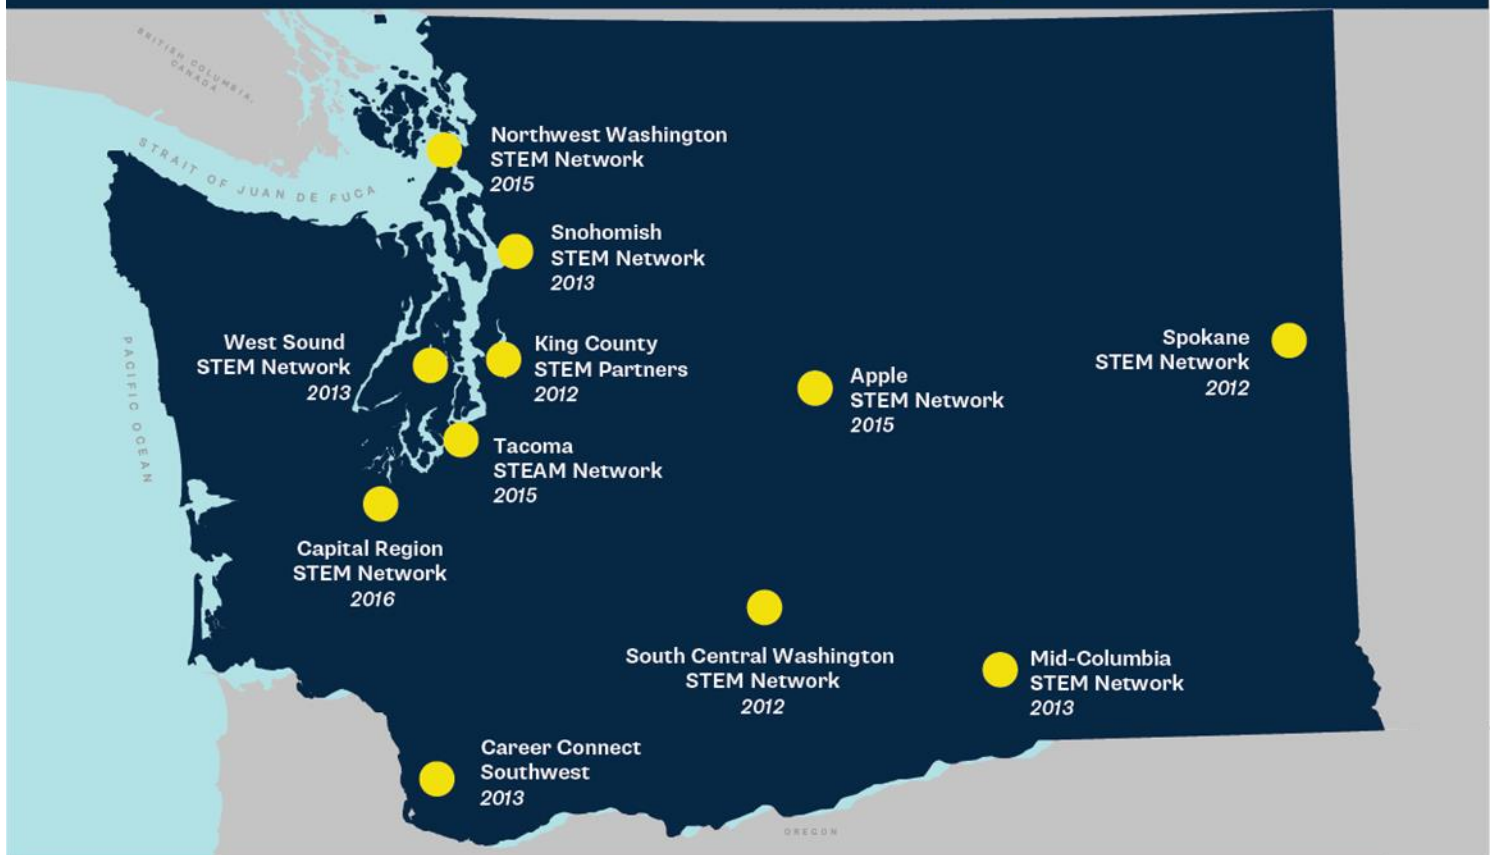 BRITISH COLUMBIA,
CANADA
STRAIT OF JUAN DE FUCA
PACIFIC OCEAN
Northwest Washington
STEM Network
2015
Snohomish
STEM Network
2013
West Sound
STEM Network
2013
King County
STEM Partners
2012
Apple
STEM Network
2015
Spokane
STEM Network
2012
Tacoma
STEAM Network
2015
Capital Region
STEM Network
2016
South Central Washington
STEM Network
2012
Mid-Columbia
STEM Network
2013
Career Connect
Southwest
2013
OREGON